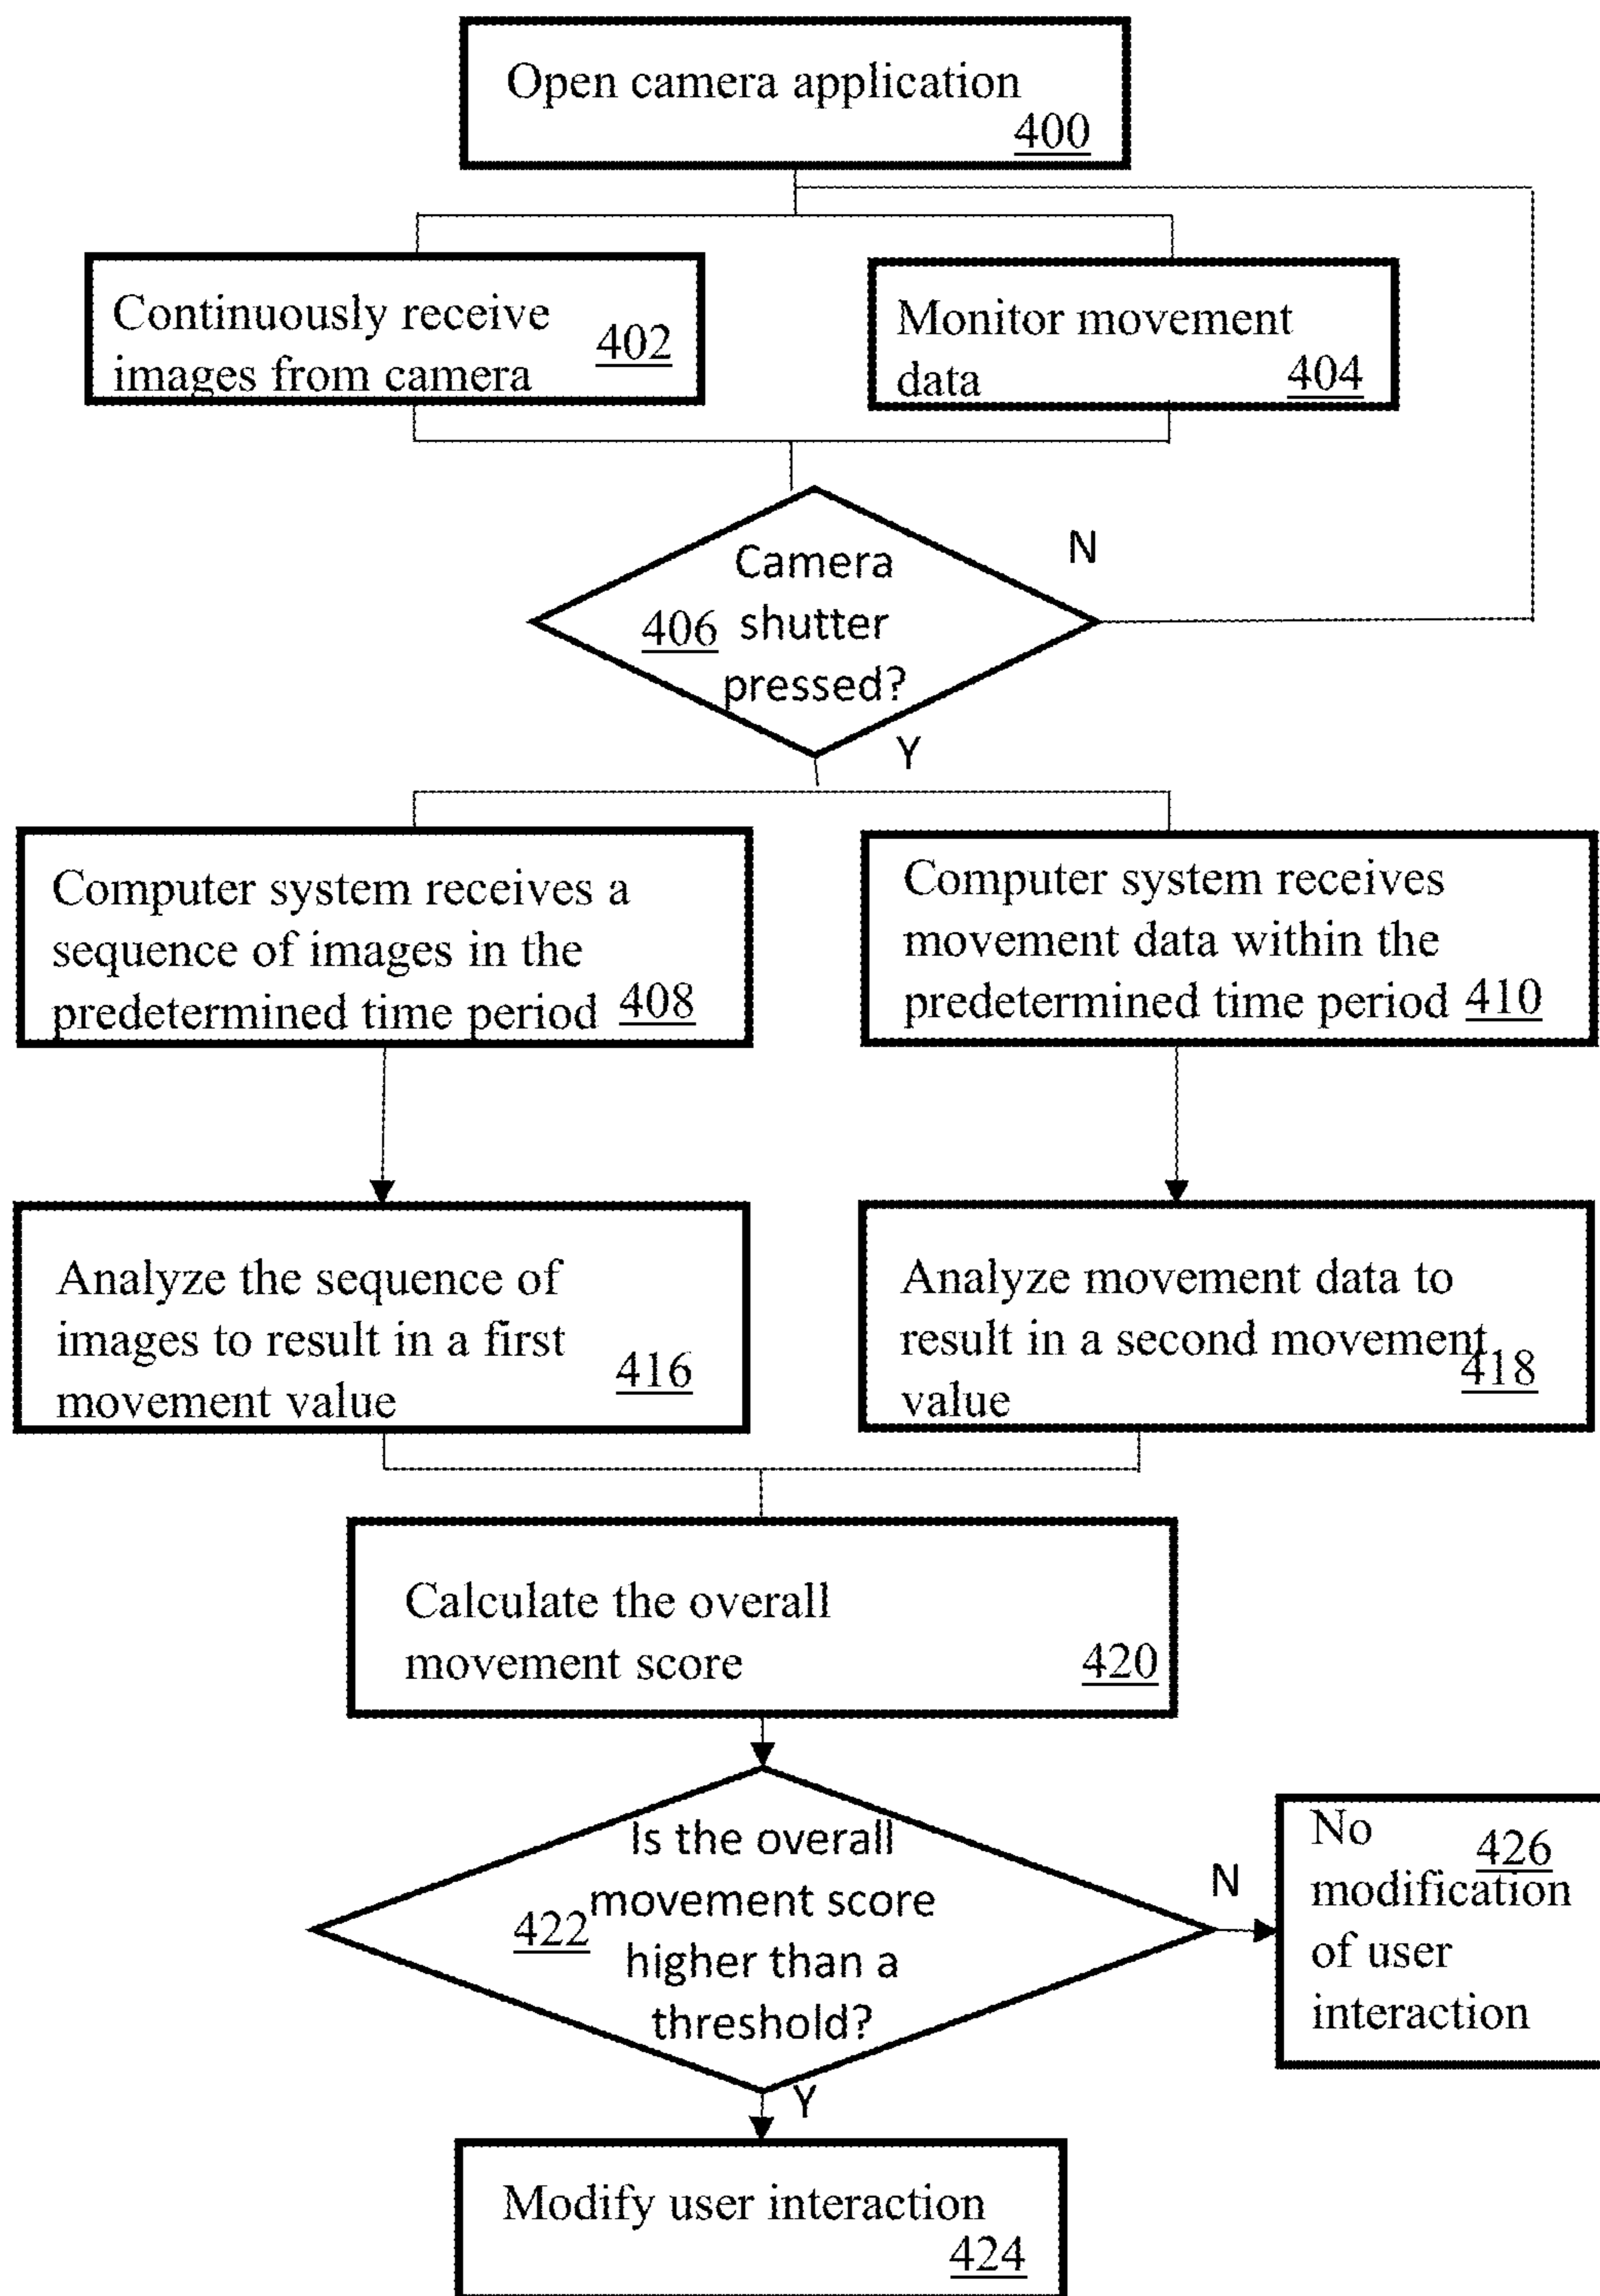 Open camera application
400
Continuously receive
images from camera
402
Monitor movement
data
404
Camera
shutter
pressed?
406
N
Y
Computer system receives a
sequence of images in the
predetermined time period 408
Computer system receives
movement data within the
predetermined time period 410
Analyze the sequence of
images to result in a first
movement value
416
Analyze movement data to
result in a second movement
value
418
Calculate the overall
movement score
420
Is the overall
movement score
higher than a
threshold?
422
N
No
modification
of user
interaction
426
Y
Modify user interaction
424